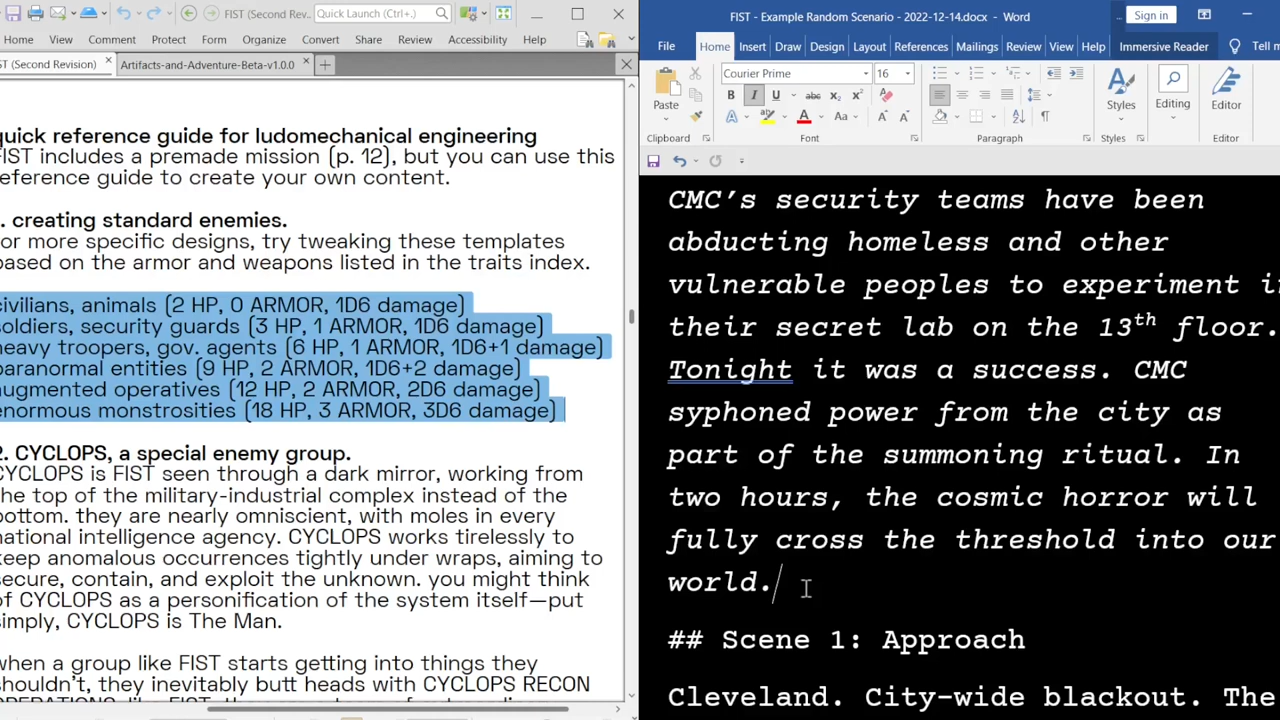 FIST (Second Rev...
Quick Launch (Ctrl+.)
Home View Comment Protect Form Organize Convert Share Review Accessibility Help
ST (Second Revision) Artifacts-and-Adventure-Beta-v1.0.0
quick reference guide for ludomechanical engineering
FIST includes a premade mission (p. 12), but you can use this
reference guide to create your own content.
. creating standard enemies.
or more specific designs, try tweaking these templates
based on the armor and weapons listed in the traits index.
civilians, animals (2 HP, 0 ARMOR, 1D6 damage)
soldiers, security guards (3 HP, 1 ARMOR, 1D6 damage)
heavy troopers, gov. agents (6 HP, 1 ARMOR, 1D6+1 damage)
paranormal entities (9 HP, 2 ARMOR, 1D6+2 damage)
augmented operatives (12 HP, 2 ARMOR, 2D6 damage)
enormous monstrosities (18 HP, 3 ARMOR, 3D6 damage)
2. CYCLOPS, a special enemy group.
CYCLOPS is FIST seen through a dark mirror, working from
the top of the military-industrial complex instead of the
bottom. they are nearly omniscient, with moles in every
national intelligence agency. CYCLOPS works tirelessly to
keep anomalous occurrences tightly under wraps, aiming to
secure, contain, and exploit the unknown. you might think
of CYCLOPS as a personification of the system itself—put
simply, CYCLOPS is The Man.
when a group like FIST starts getting into things they
shouldn't, they inevitably butt heads with CYCLOPS RECON
FIST - Example Random Scenario - 2022-12-14.docx - Word
Sign in
File Home Insert Draw Design Layout References Mailings Review View Help Immersive Reader Tell
Courier Prime 16
Paste
Styles
Editing
Editor
Clipboard Font Paragraph Styles Editor
CMC's security teams have been
abducting homeless and other
vulnerable peoples to experiment in
their secret lab on the 13th floor.
Tonight it was a success. CMC
syphoned power from the city as
part of the summoning ritual. In
two hours, the cosmic horror will
fully cross the threshold into our
world.
## Scene 1: Approach
Cleveland. City-wide blackout. The